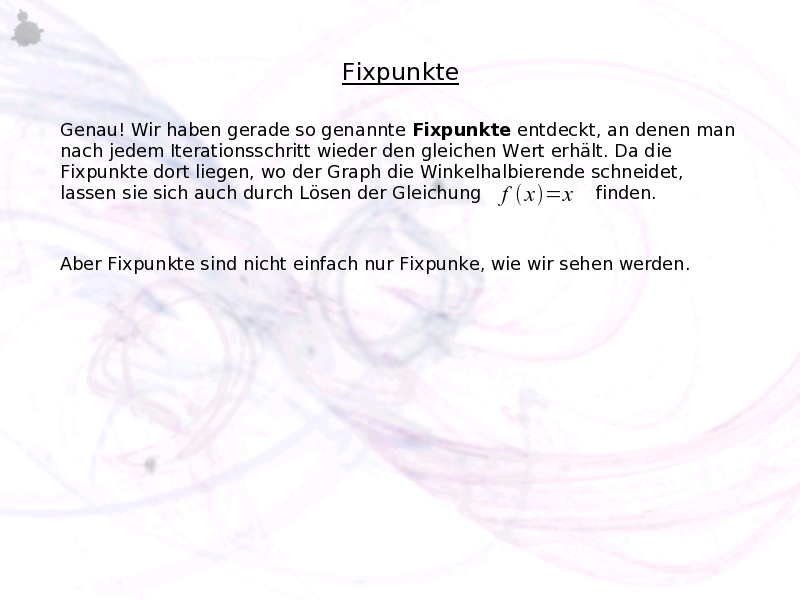 Fixpunkte
Genau! Wir haben gerade so genannte Fixpunkte entdeckt, an denen man
nach jedem Iterationsschritt wieder den gleichen Wert erhält. Da die
Fixpunkte dort liegen, wo der Graph die Winkelhalbierende schneidet,
lassen sie sich auch durch Lösen der Gleichung f(x)=x finden.
Aber Fixpunkte sind nicht einfach nur Fixpunke, wie wir sehen werden.